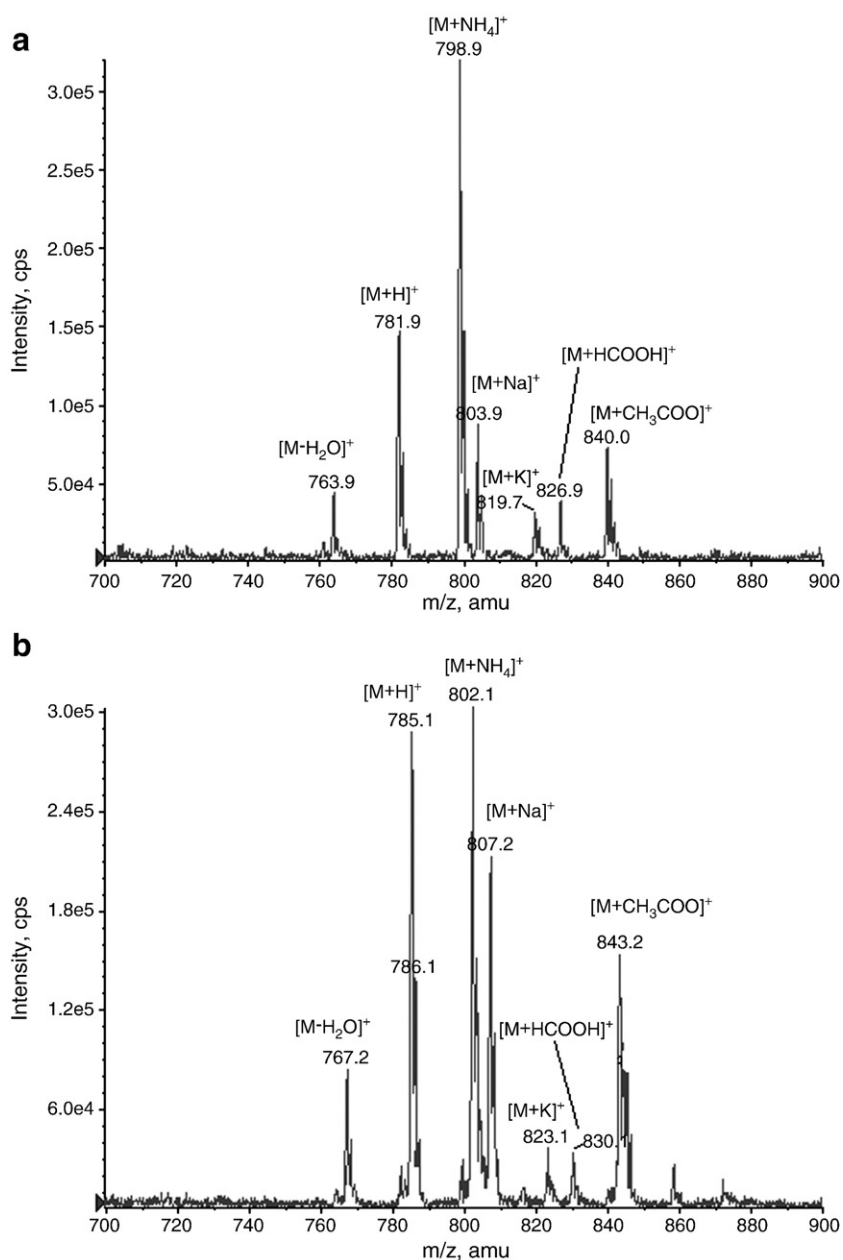 a
[M+NH₄]⁺
798.9
3.0e5
2.5e5
2.0e5
[M+H]⁺
781.9
1.5e5
[M+HCOOH]⁺
[M+Na]⁺
803.9
1.0e5
[M+CH₃COO]⁺
840.0
[M-H₂O]⁺
763.9
[M+K]⁺
819.7
826.9
5.0e4
Intensity, cps
700 720 740 760 780 800 820 840 860 880 900
m/z, amu
b
[M+NH₄]⁺
802.1
[M+H]⁺
785.1
3.0e5
2.4e5
[M+Na]⁺
807.2
1.8e5
[M+CH₃COO]⁺
843.2
786.1
1.2e5
[M-H₂O]⁺
767.2
[M+HCOOH]⁺
[M+K]⁺
823.1
830.
6.0e4
Intensity, cps
700 720 740 760 780 800 820 840 860 880 900
m/z, amu